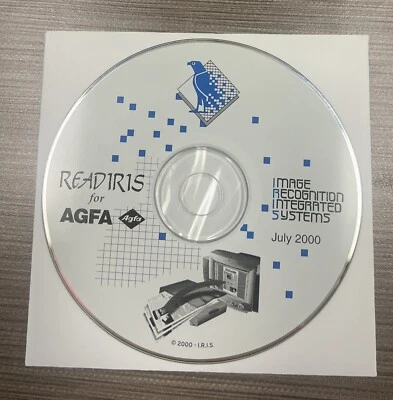 READIRIS
for
AGFA Agfa
IMAGE
RECOGNITION
INTEGRATED
SYSTEMS
July 2000
© 2000 - I.R.I.S.